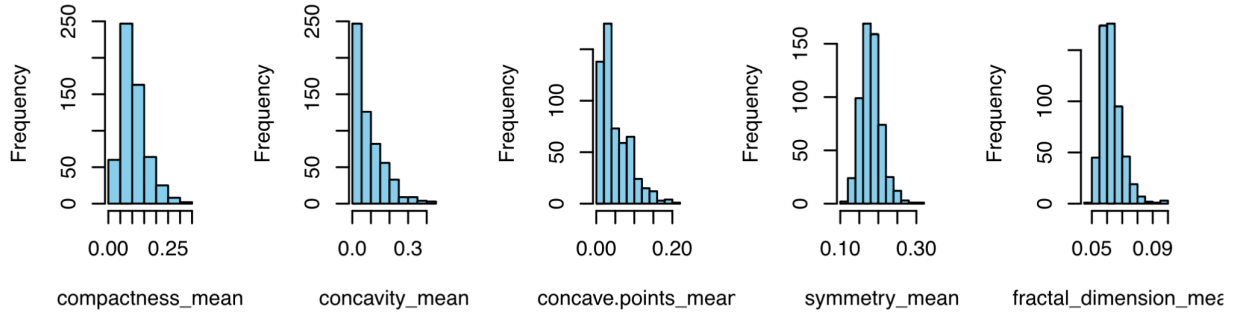 Frequency
0 50 150 250
0.00 0.25
compactness_mean
Frequency
0 50 150 250
0.0 0.3
concavity_mean
Frequency
0 50 100
0.00 0.20
concave.points_mear
Frequency
0 50 100 150
0.10 0.30
symmetry_mean
Frequency
0 50 100
0.05 0.09
fractal_dimension_mea